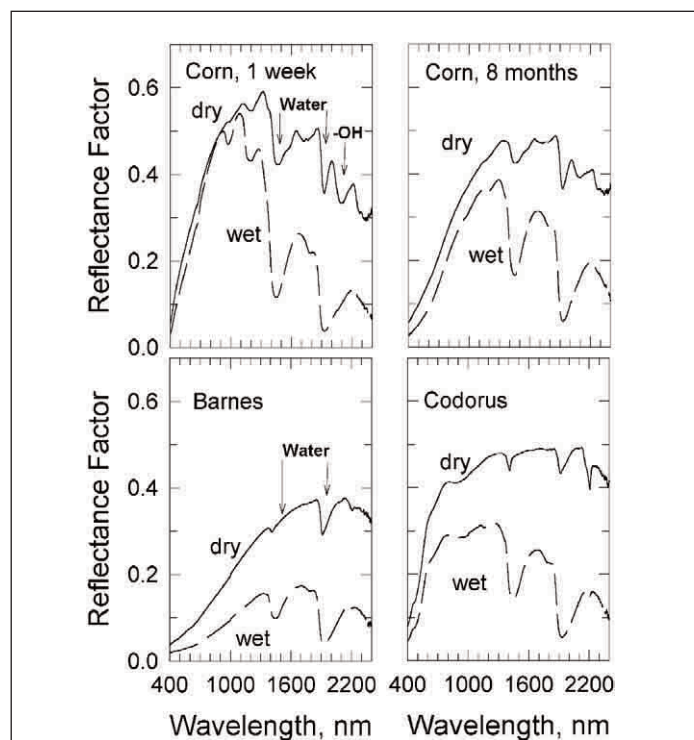 Corn, 1 week
Corn, 8 months
0.6
0.4
0.2
0.0
Reflectance Factor
dry
Water
-OH
wet
dry
wet
Barnes
Codorus
0.6
0.4
0.2
0.0
Reflectance Factor
Water
dry
wet
dry
wet
400 1000 1600 2200
400 1000 1600 2200
Wavelength, nm
Wavelength, nm